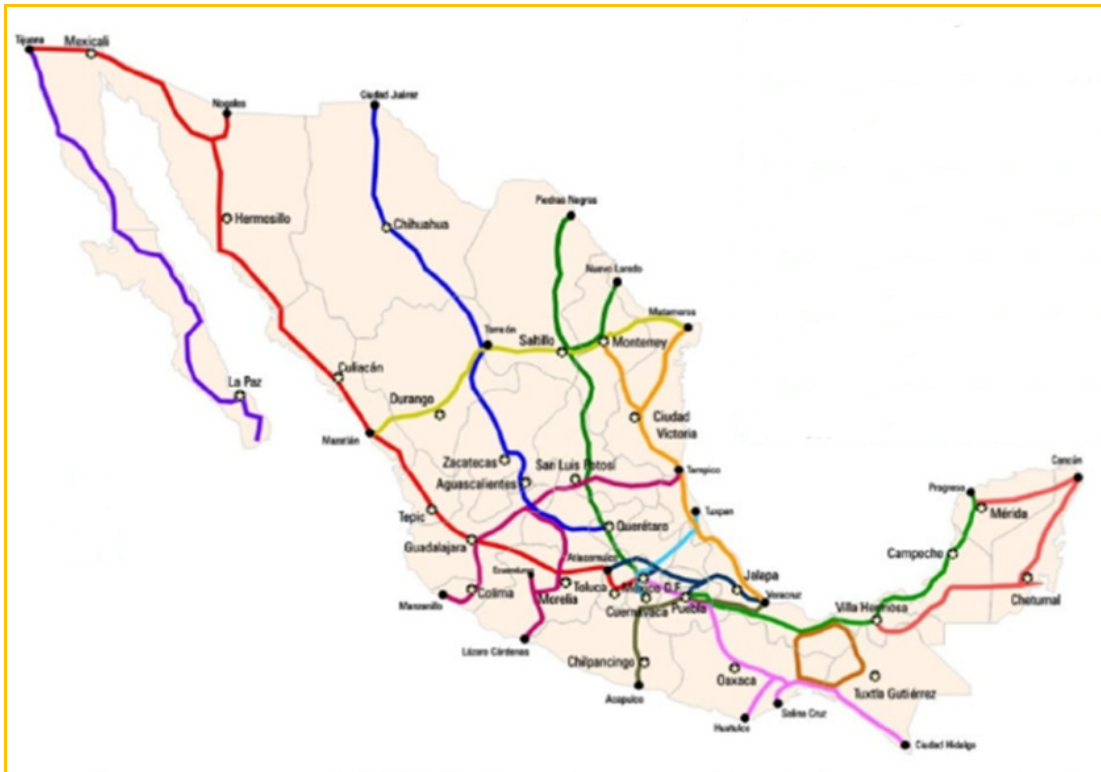 Tijuana
Mexicali
Nogales
Ciudad Juárez
Hermosillo
Chihuahua
Piedras Negras
Nuevo Laredo
Matamoros
Torreón
Saltillo
Monterrey
Culiacán
La Paz
Durango
Ciudad
Victoria
Mazatlán
Zacatecas
San Luis Potosí
Tampico
Aguascalientes
Cancún
Progreso
Mérida
Tepic
Tuxpan
Querétaro
Guadalajara
Campeche
Atlacomulco
Jalapa
Chetumal
Colima
Toluca
México D.F.
Manzanillo
Morelia
Veracruz
Cuernavaca
Puebla
Villa Hermosa
Lázaro Cárdenas
Chilpancingo
Oaxaca
Tuxtla Gutiérrez
Acapulco
Salina Cruz
Huatulco
Ciudad Hidalgo